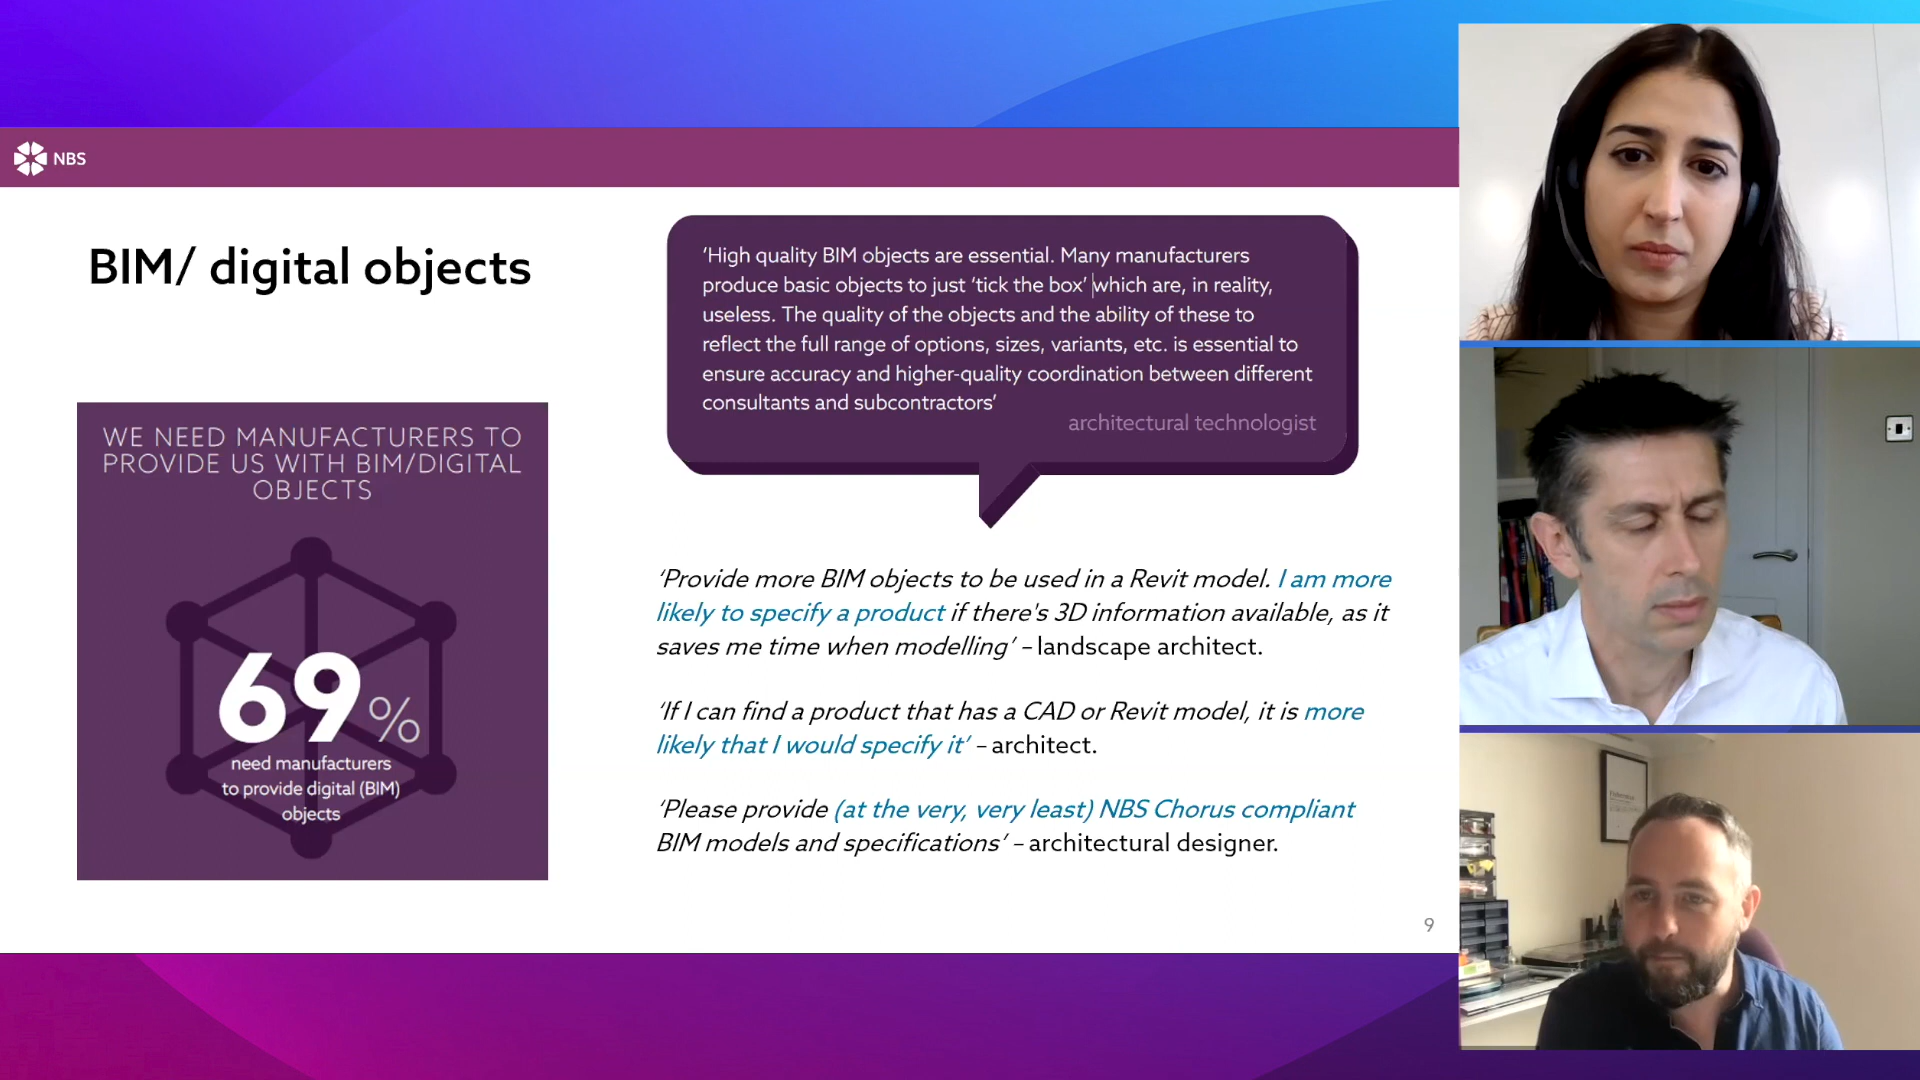 NBS
BIM/ digital objects
WE NEED MANUFACTURERS TO
PROVIDE US WITH BIM/DIGITAL
OBJECTS
69%
need manufacturers
to provide digital (BIM)
objects
‘High quality BIM objects are essential. Many manufacturers
produce basic objects to just ‘tick the box’ which are, in reality,
useless. The quality of the objects and the ability of these to
reflect the full range of options, sizes, variants, etc. is essential to
ensure accuracy and higher-quality coordination between different
consultants and subcontractors’
architectural technologist
‘Provide more BIM objects to be used in a Revit model. I am more
likely to specify a product if there's 3D information available, as it
saves me time when modelling’ – landscape architect.
‘If I can find a product that has a CAD or Revit model, it is more
likely that I would specify it’ – architect.
‘Please provide (at the very, very least) NBS Chorus compliant
BIM models and specifications’ – architectural designer.
9